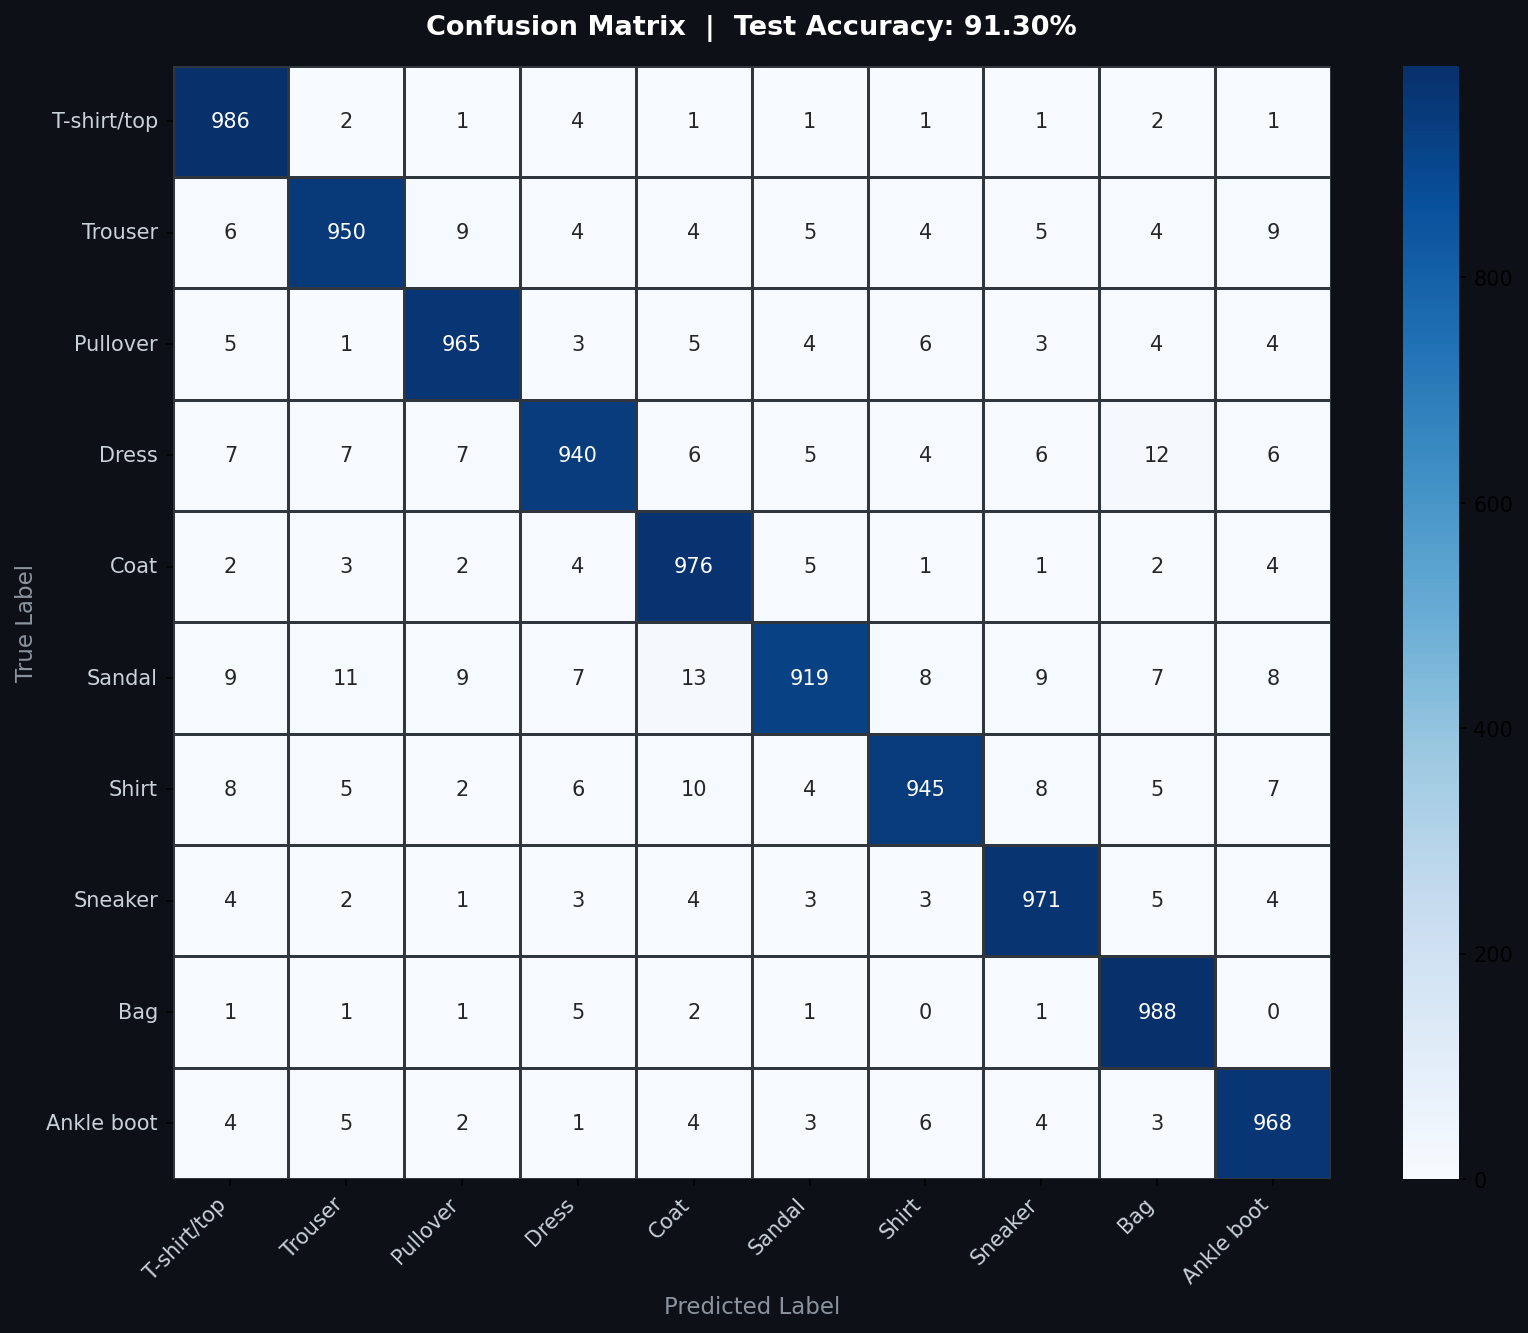 Confusion Matrix | Test Accuracy: 91.30%
T-shirt/top 986 2 1 4 1 1 1 1 2 1
Trouser 6 950 9 4 4 5 4 5 4 9
800
Pullover 5 1 965 3 5 4 6 3 4 4
Dress 7 7 7 940 6 5 4 6 12 6
600
Coat 2 3 2 4 976 5 1 1 2 4
True Label
Sandal 9 11 9 7 13 919 8 9 7 8
400
Shirt 8 5 2 6 10 4 945 8 5 7
Sneaker 4 2 1 3 4 3 3 971 5 4
200
Bag 1 1 1 5 2 1 0 1 988 0
Ankle boot 4 5 2 1 4 3 6 4 3 968
0
T-shirt/top Trouser Pullover Dress Coat Sandal Shirt Sneaker Bag Ankle boot
Predicted Label